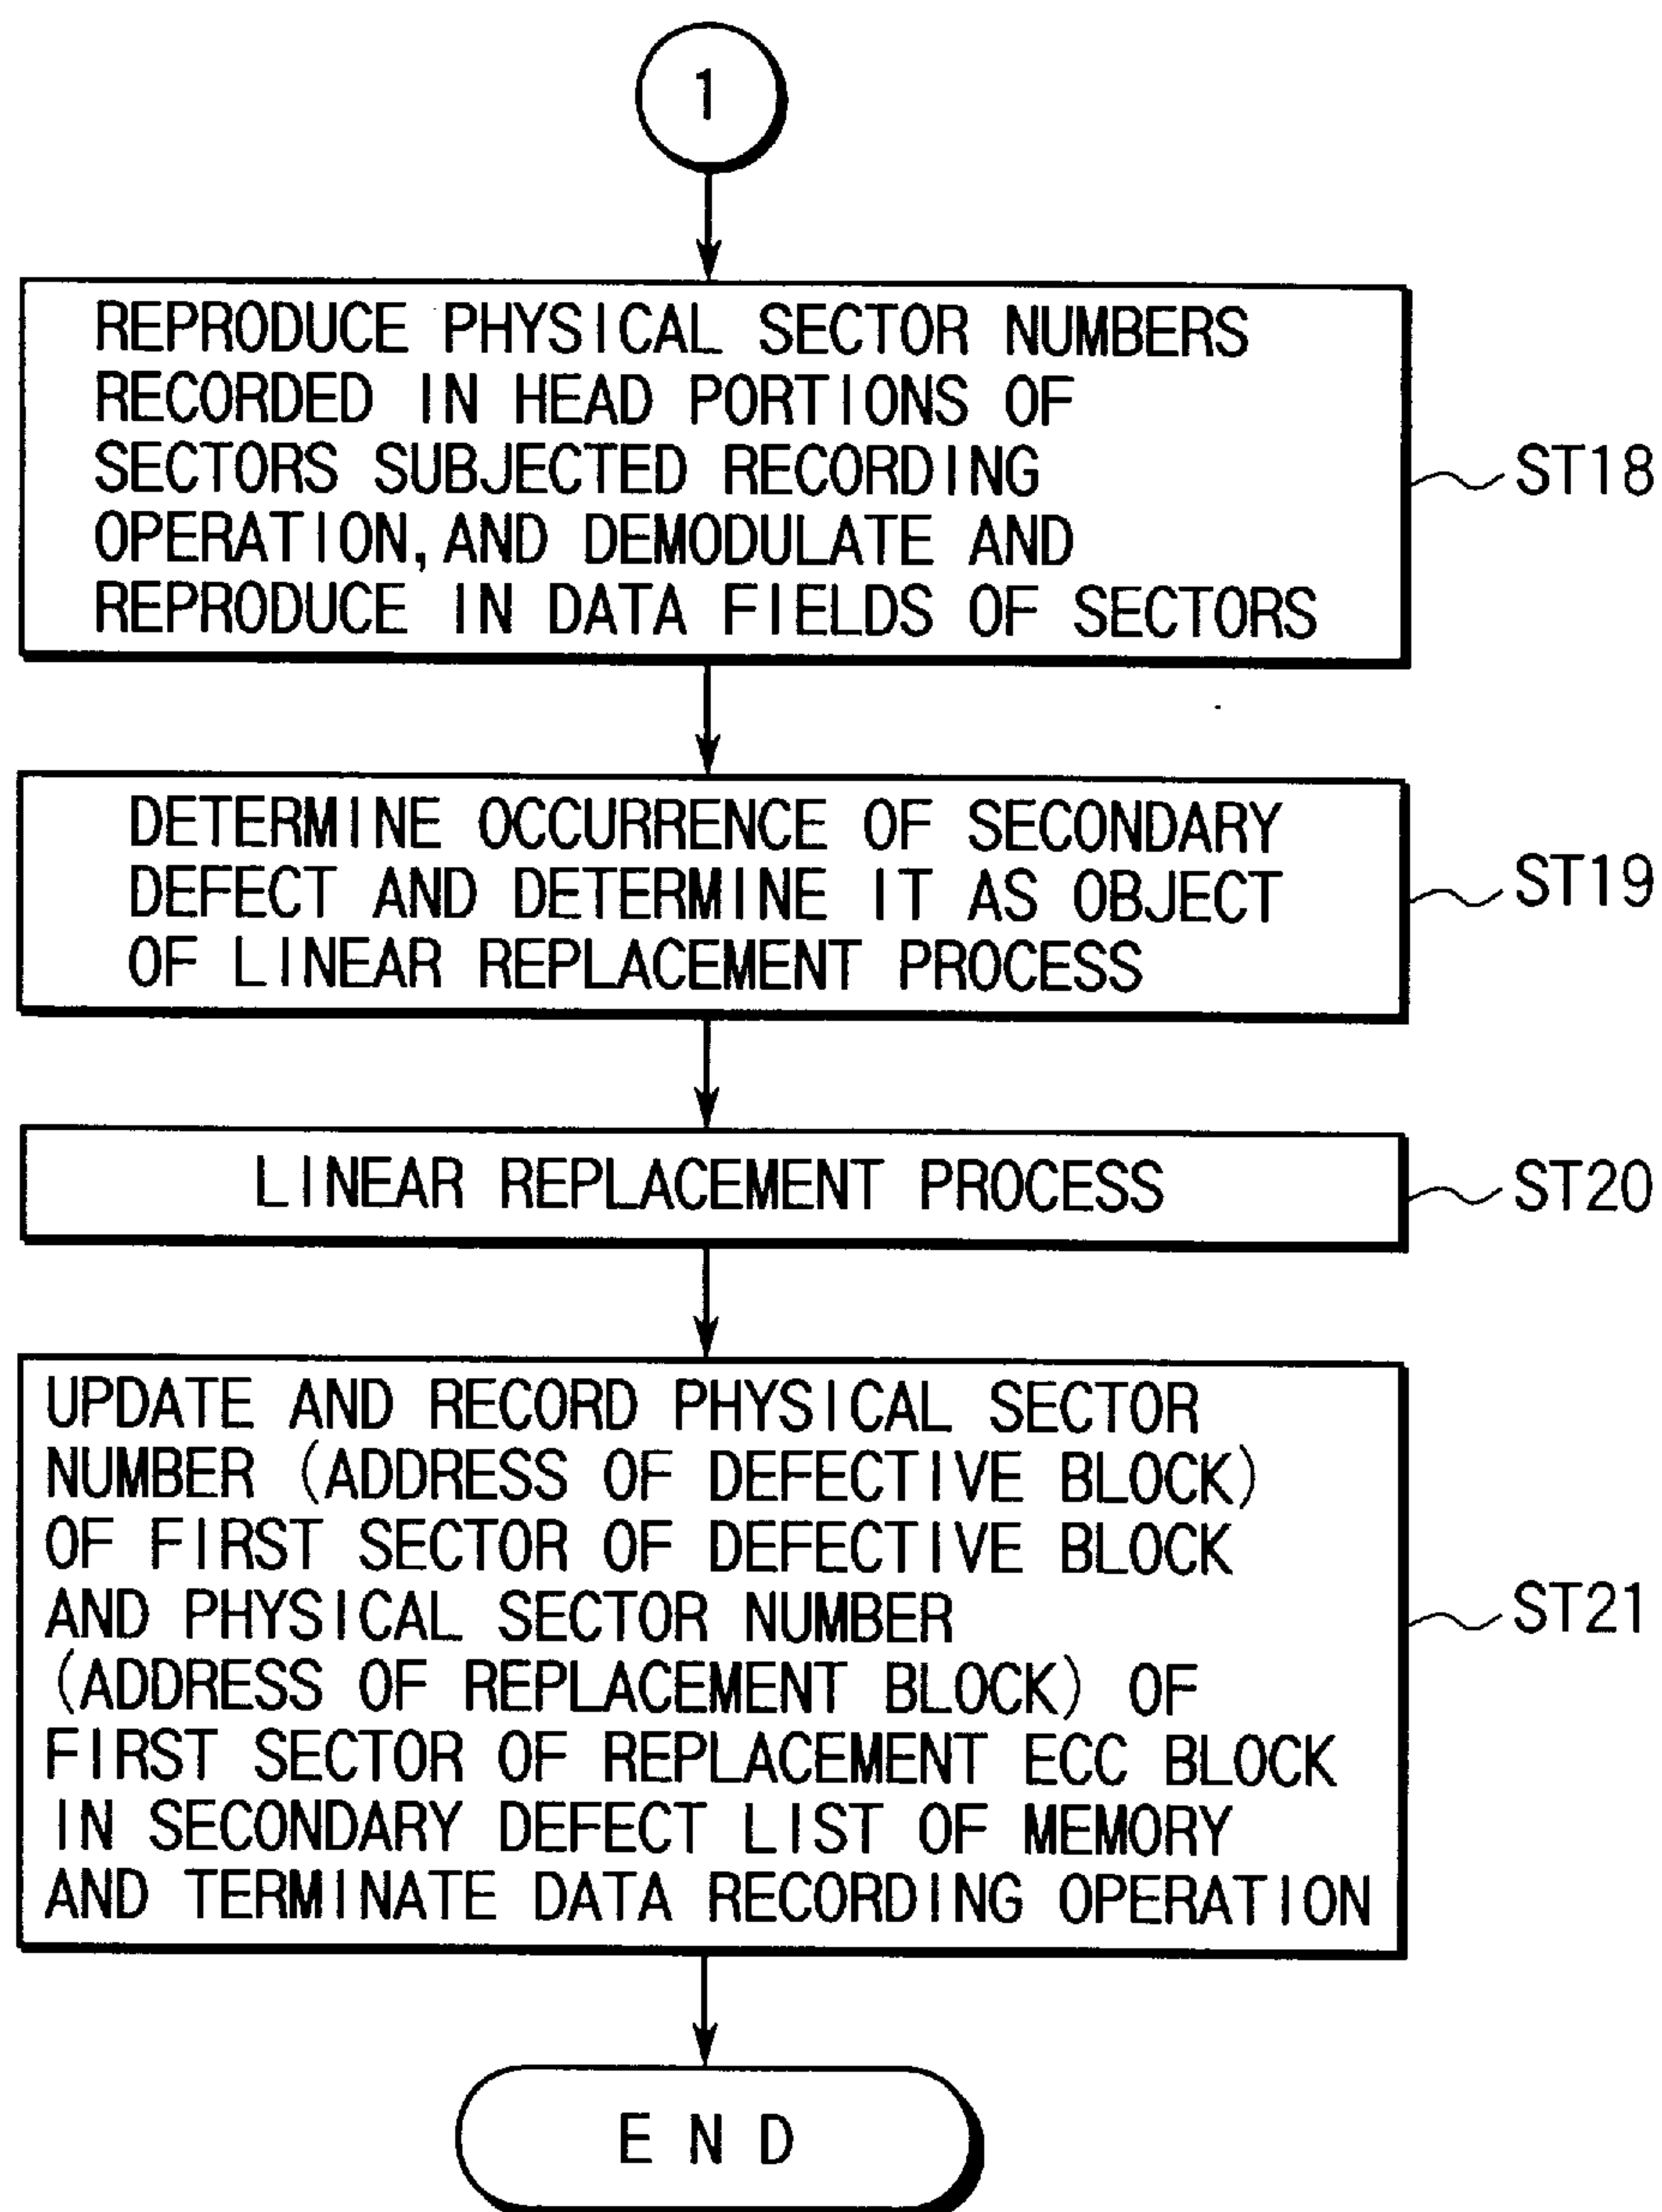 1
REPRODUCE PHYSICAL SECTOR NUMBERS
RECORDED IN HEAD PORTIONS OF
SECTORS SUBJECTED RECORDING
OPERATION, AND DEMODULATE AND
REPRODUCE IN DATA FIELDS OF SECTORS
ST18
DETERMINE OCCURRENCE OF SECONDARY
DEFECT AND DETERMINE IT AS OBJECT
OF LINEAR REPLACEMENT PROCESS
ST19
LINEAR REPLACEMENT PROCESS
ST20
UPDATE AND RECORD PHYSICAL SECTOR
NUMBER (ADDRESS OF DEFECTIVE BLOCK)
OF FIRST SECTOR OF DEFECTIVE BLOCK
AND PHYSICAL SECTOR NUMBER
(ADDRESS OF REPLACEMENT BLOCK) OF
FIRST SECTOR OF REPLACEMENT ECC BLOCK
IN SECONDARY DEFECT LIST OF MEMORY
AND TERMINATE DATA RECORDING OPERATION
ST21
END